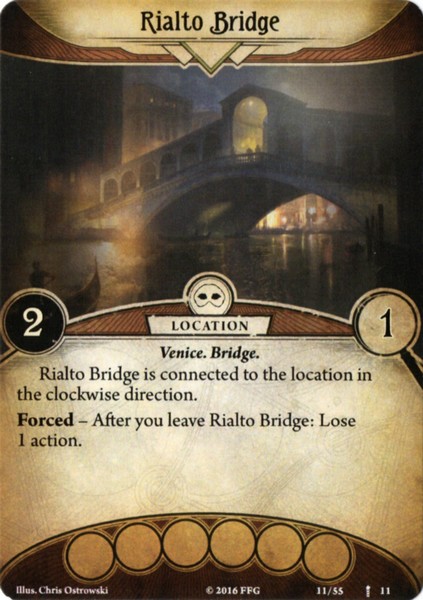 Rialto Bridge
2
LOCATION
1
Venice. Bridge.
Rialto Bridge is connected to the location in
the clockwise direction.
Forced – After you leave Rialto Bridge: Lose
1 action.
Illus. Chris Ostrowski
© 2016 FFG
11/55
11